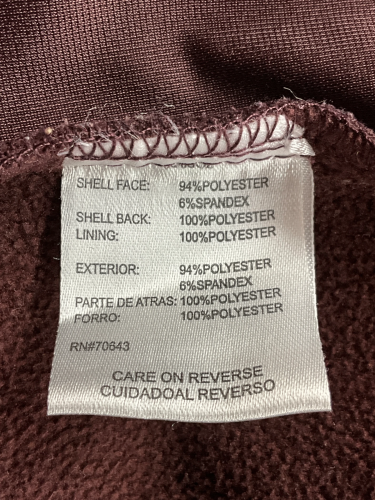 SHELL FACE: 94%POLYESTER
6%SPANDEX
SHELL BACK: 100%POLYESTER
LINING: 100%POLYESTER
EXTERIOR: 94%POLYESTER
6%SPANDEX
PARTE DE ATRAS: 100%POLYESTER
FORRO: 100%POLYESTER
RN#70643
CARE ON REVERSE
CUIDADOAL REVERSO